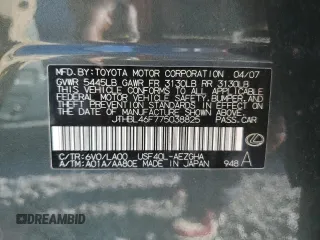 MF'D. BY: TOYOTA MOTOR CORPORATION 04/07
GVWR 5445LB GAWR FR 3130LB RR 3130LB
THIS VEHICLE CONFORMS TO ALL APPLICABLE
FEDERAL MOTOR VEHICLE SAFETY, BUMPER, AND
THEFT PREVENTION STANDARDS IN EFFECT ON THE
DATE OF MANUFACTURE SHOWN ABOVE.
JTHBL46F775038825 PASS.CAR
C/TR: 6V0/LA00 USF40L-AEZGHA
A/TM: A01A/AA80E MADE IN JAPAN 948 A
DREAMBID